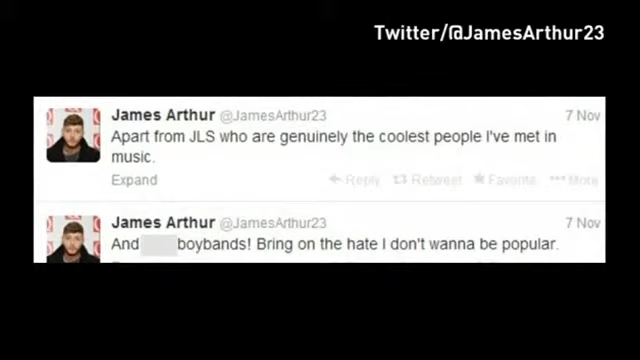 Twitter/@JamesArthur23
James Arthur @JamesArthur23 7 Nov
Apart from JLS who are genuinely the coolest people I've met in
music.
Expand Reply Retweet Favorite More
James Arthur @JamesArthur23 7 Nov
And boybands! Bring on the hate I don't wanna be popular.